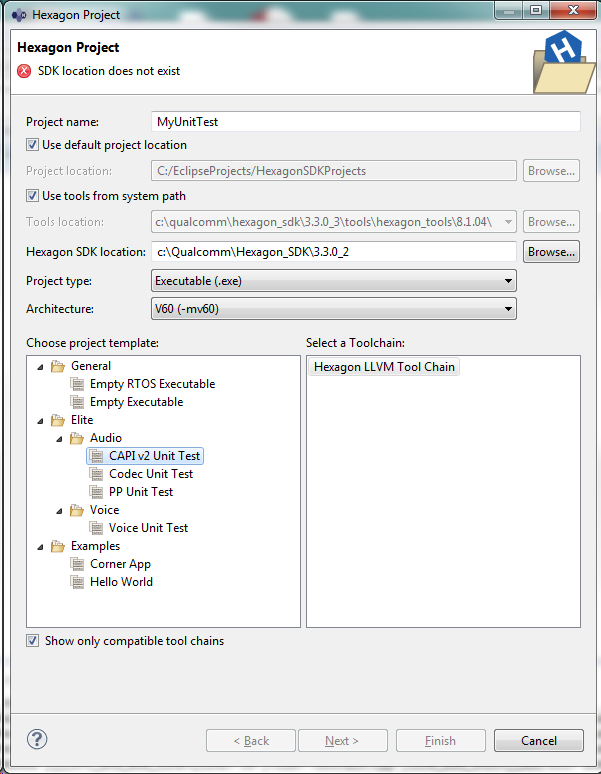 Hexagon Project
Hexagon Project
SDK location does not exist
Project name: MyUnitTest
Use default project location
Project location: C:/EclipseProjects/HexagonSDKProjects Browse...
Use tools from system path
Tools location: c:\qualcomm\hexagon_sdk\3.3.0_3\tools\hexagon_tools\8.1.04\ Browse...
Hexagon SDK location: c:\Qualcomm\Hexagon_SDK\3.3.0_2 Browse...
Project type: Executable (.exe)
Architecture: V60 (-mv60)
Choose project template: Select a Toolchain:
General Hexagon LLVM Tool Chain
Empty RTOS Executable
Empty Executable
Elite
Audio
CAPI v2 Unit Test
Codec Unit Test
PP Unit Test
Voice
Voice Unit Test
Examples
Corner App
Hello World
Show only compatible tool chains
? < Back Next > Finish Cancel